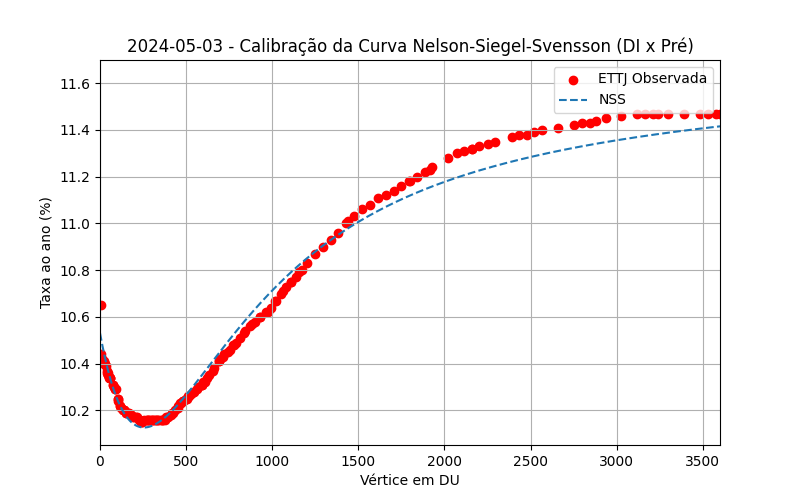 2024-05-03 - Calibração da Curva Nelson-Siegel-Svensson (DI x Pré)
ETTJ Observada
NSS
Taxa ao ano (%)
11.6
11.4
11.2
11.0
10.8
10.6
10.4
10.2
0 500 1000 1500 2000 2500 3000 3500
Vértice em DU